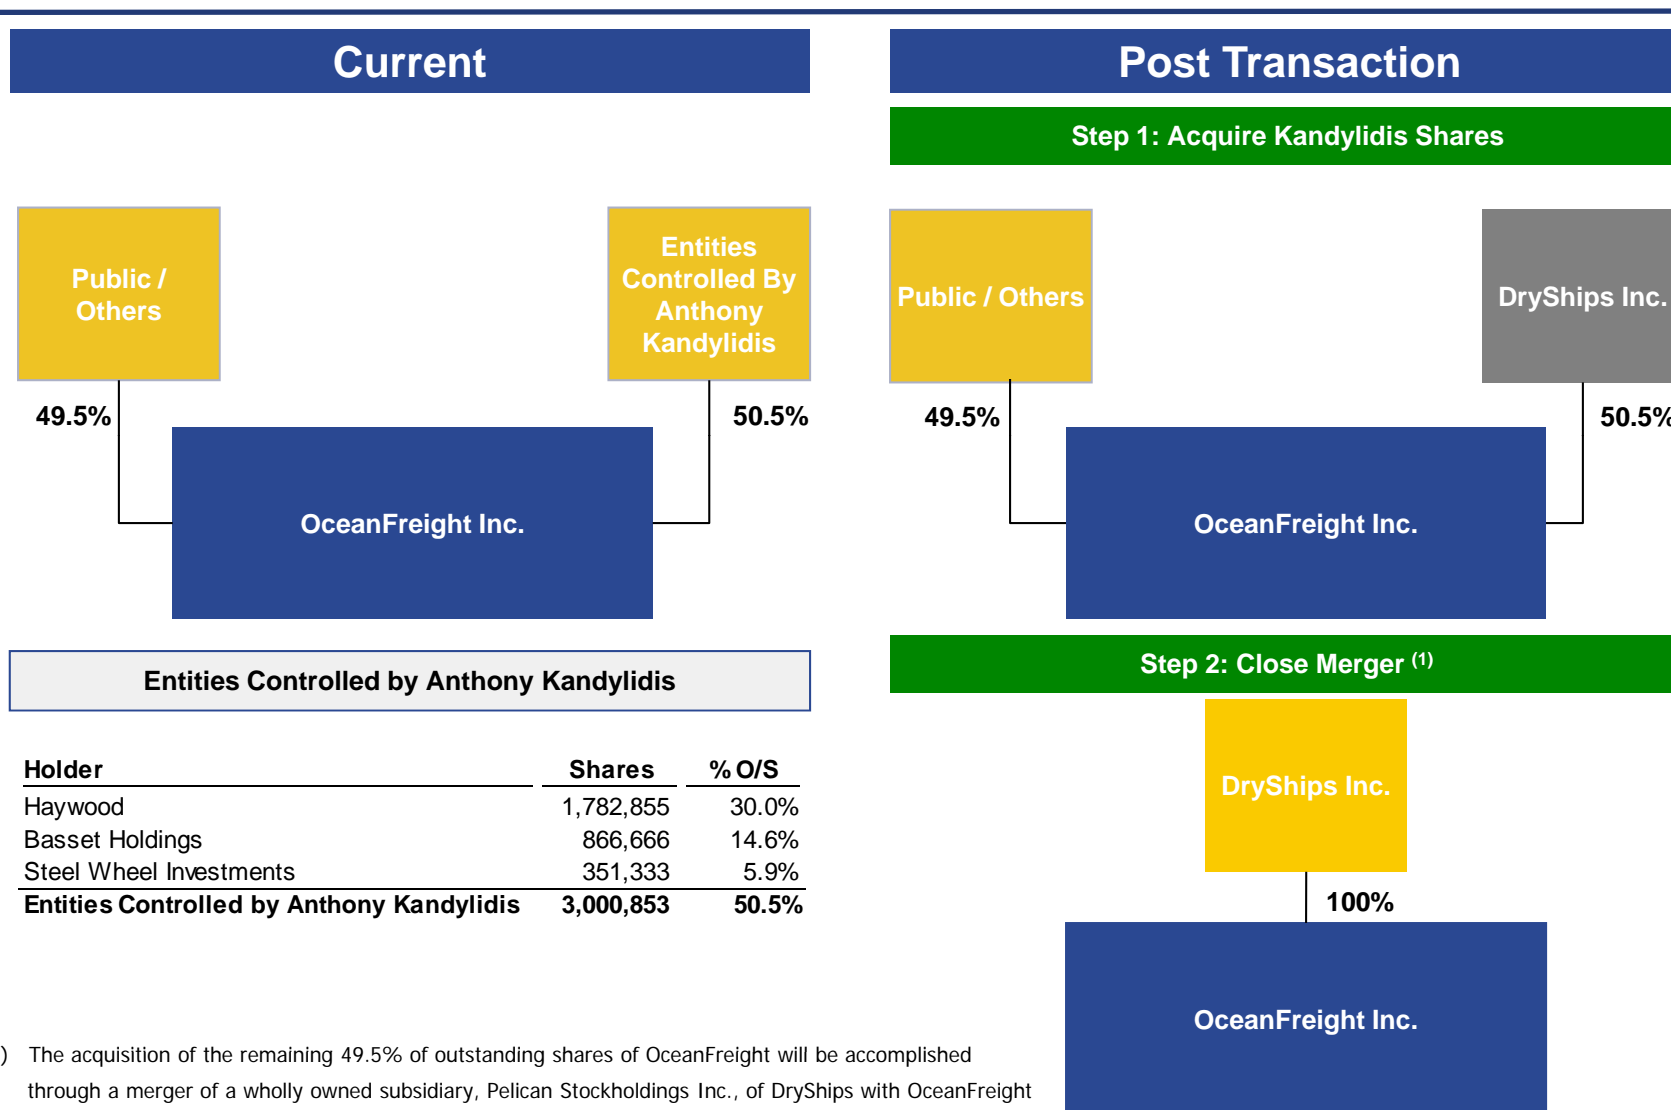 Current
Public /
Others
Entities
Controlled By
Anthony
Kandylidis
49.5%
50.5%
OceanFreight Inc.
Entities Controlled by Anthony Kandylidis
Holder Shares % O/S
Haywood 1,782,855 30.0%
Basset Holdings 866,666 14.6%
Steel Wheel Investments 351,333 5.9%
Entities Controlled by Anthony Kandylidis 3,000,853 50.5%
Post Transaction
Step 1: Acquire Kandylidis Shares
Public / Others
DryShips Inc.
49.5%
50.5%
OceanFreight Inc.
Step 2: Close Merger (1)
DryShips Inc.
100%
OceanFreight Inc.
) The acquisition of the remaining 49.5% of outstanding shares of OceanFreight will be accomplished
through a merger of a wholly owned subsidiary, Pelican Stockholdings Inc., of DryShips with OceanFreight